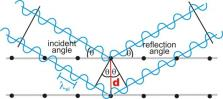 incident
angle
θ
θ
reflection
angle
θ θ
d